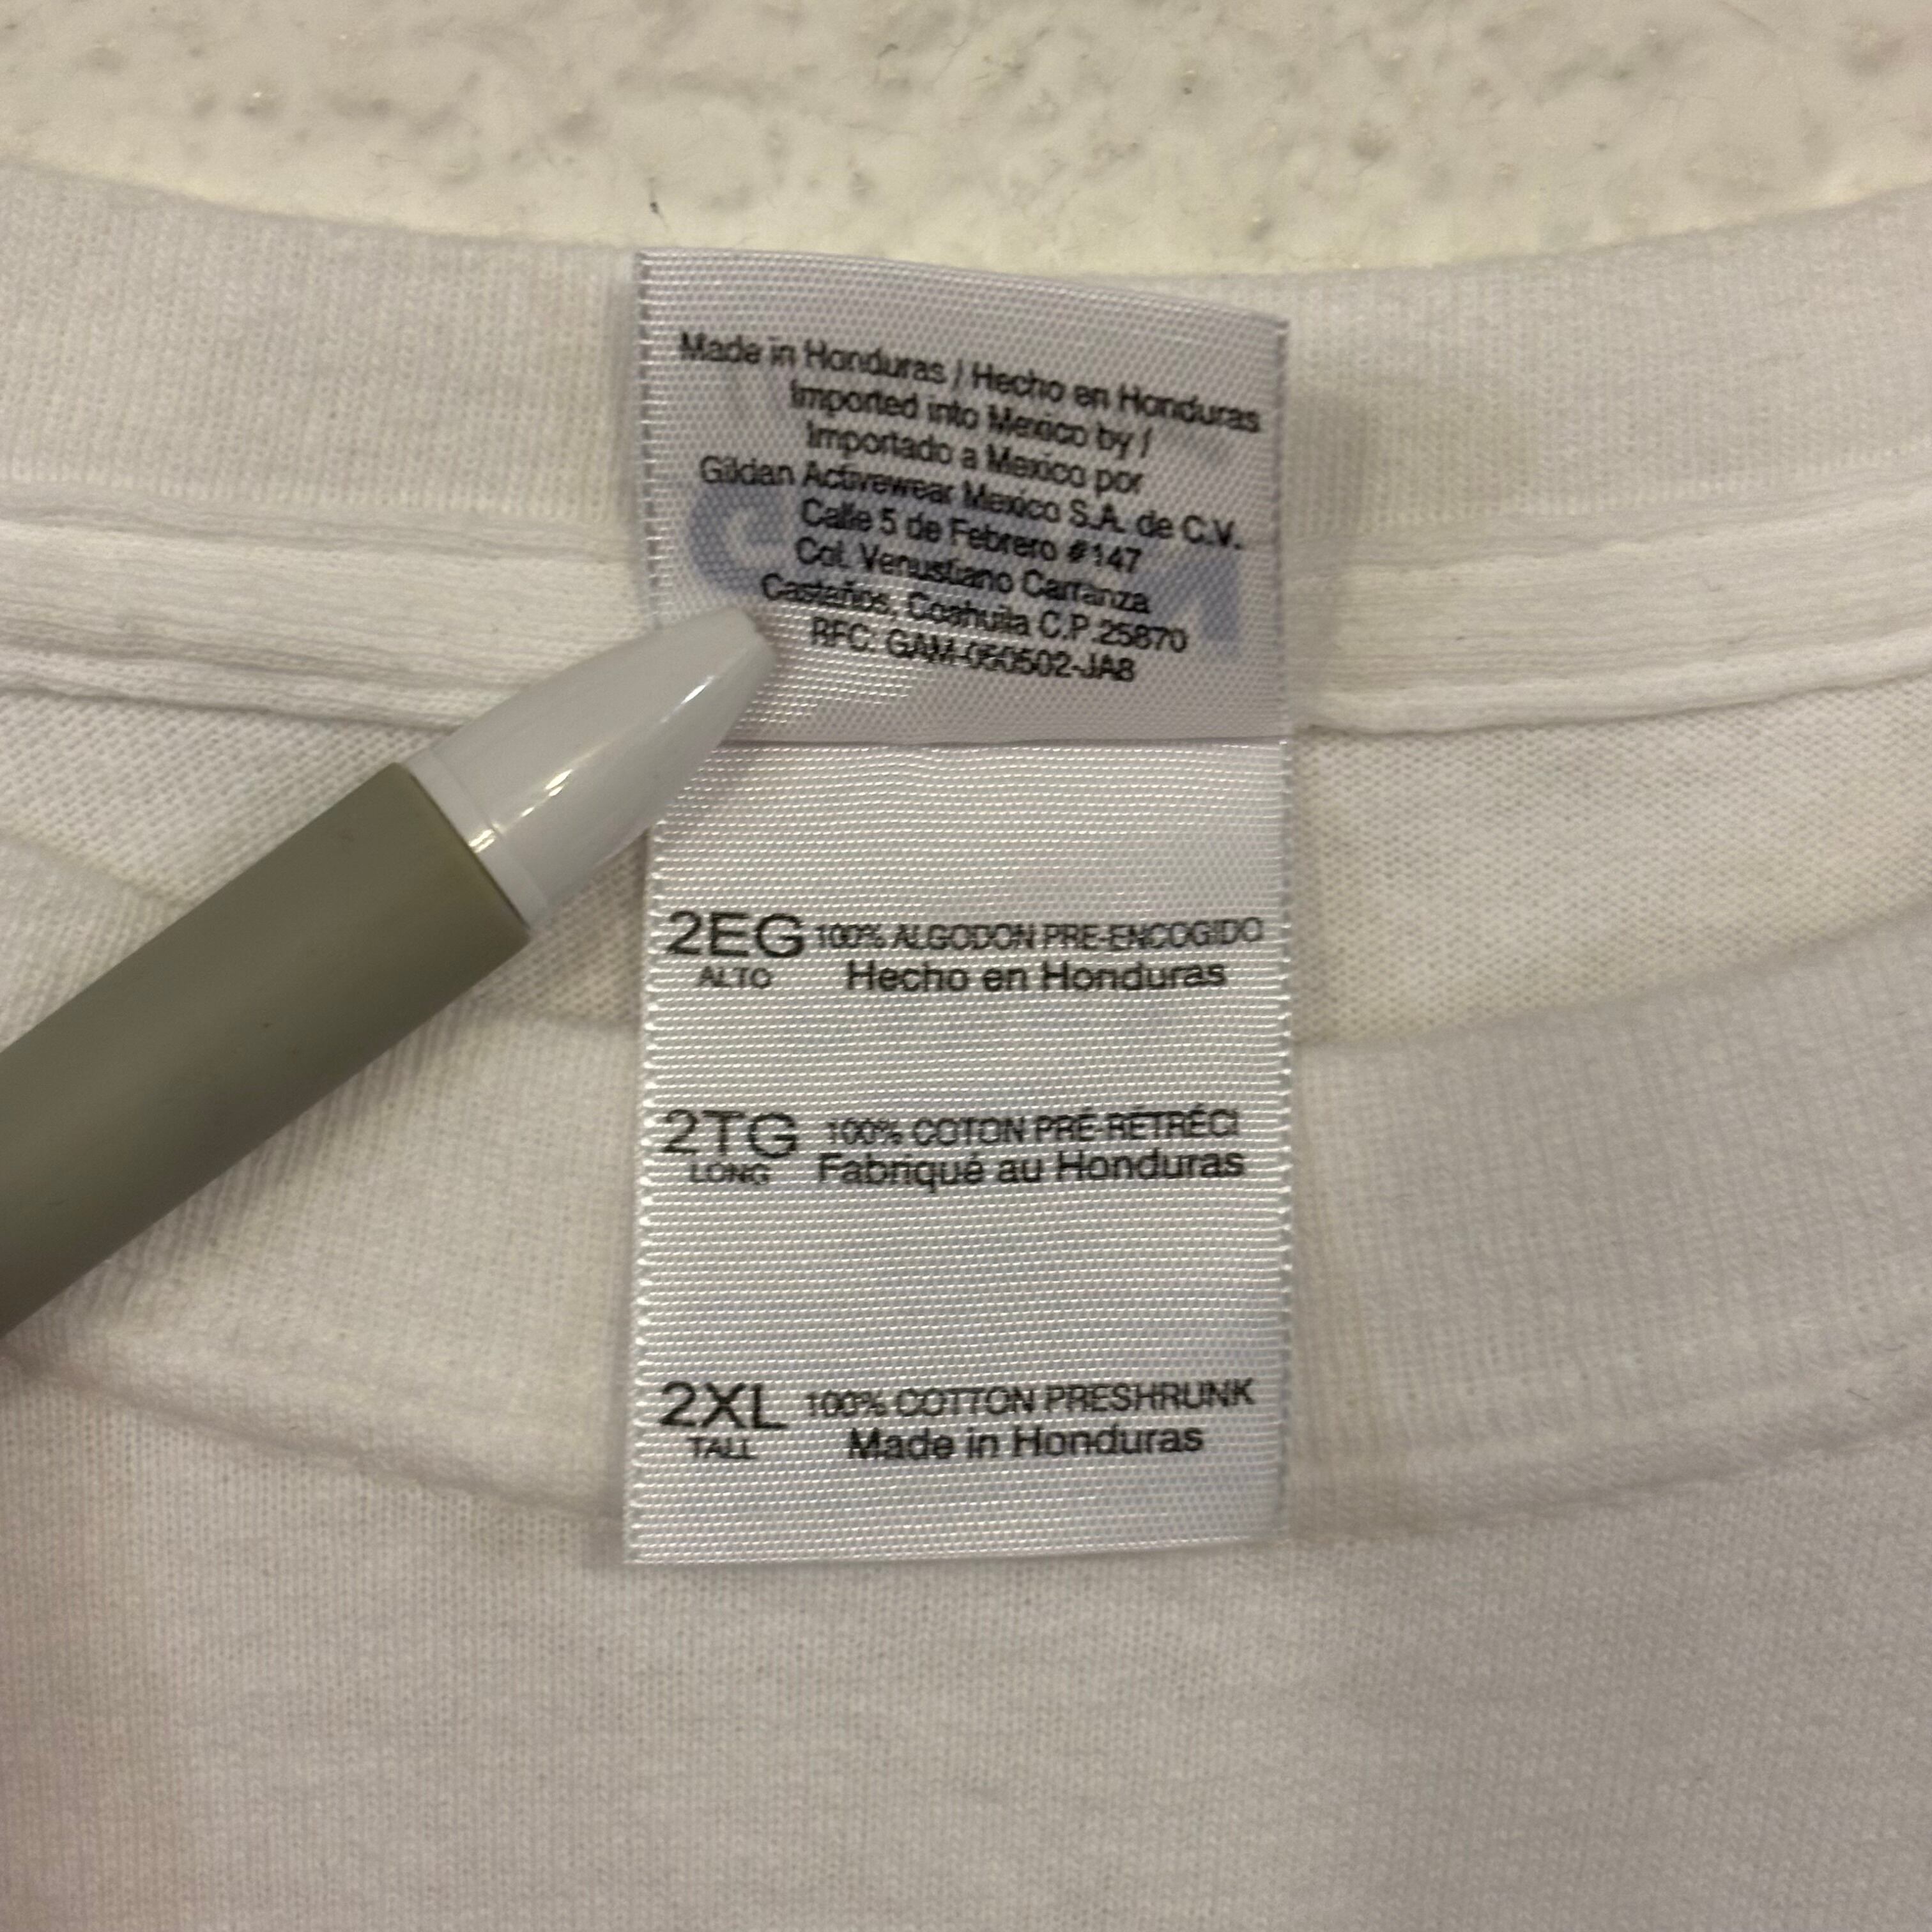 Made in Honduras / Hecho en Honduras
Imported into Mexico by /
Importado a Mexico por
Gildan Activewear Mexico S.A. de C.V.
Calle 5 de Febrero #147
Col. Venustiano Carranza
Castaños, Coahuila C.P.25870
RFC: GAM-050502-JA8
2EG 100% ALGODON PRE-ENCOGIDO
ALTO Hecho en Honduras
2TG 100% COTON PRÉ-RÉTRÉCI
LONG Fabriqué au Honduras
2XL 100% COTTON PRESHRUNK
TALL Made in Honduras